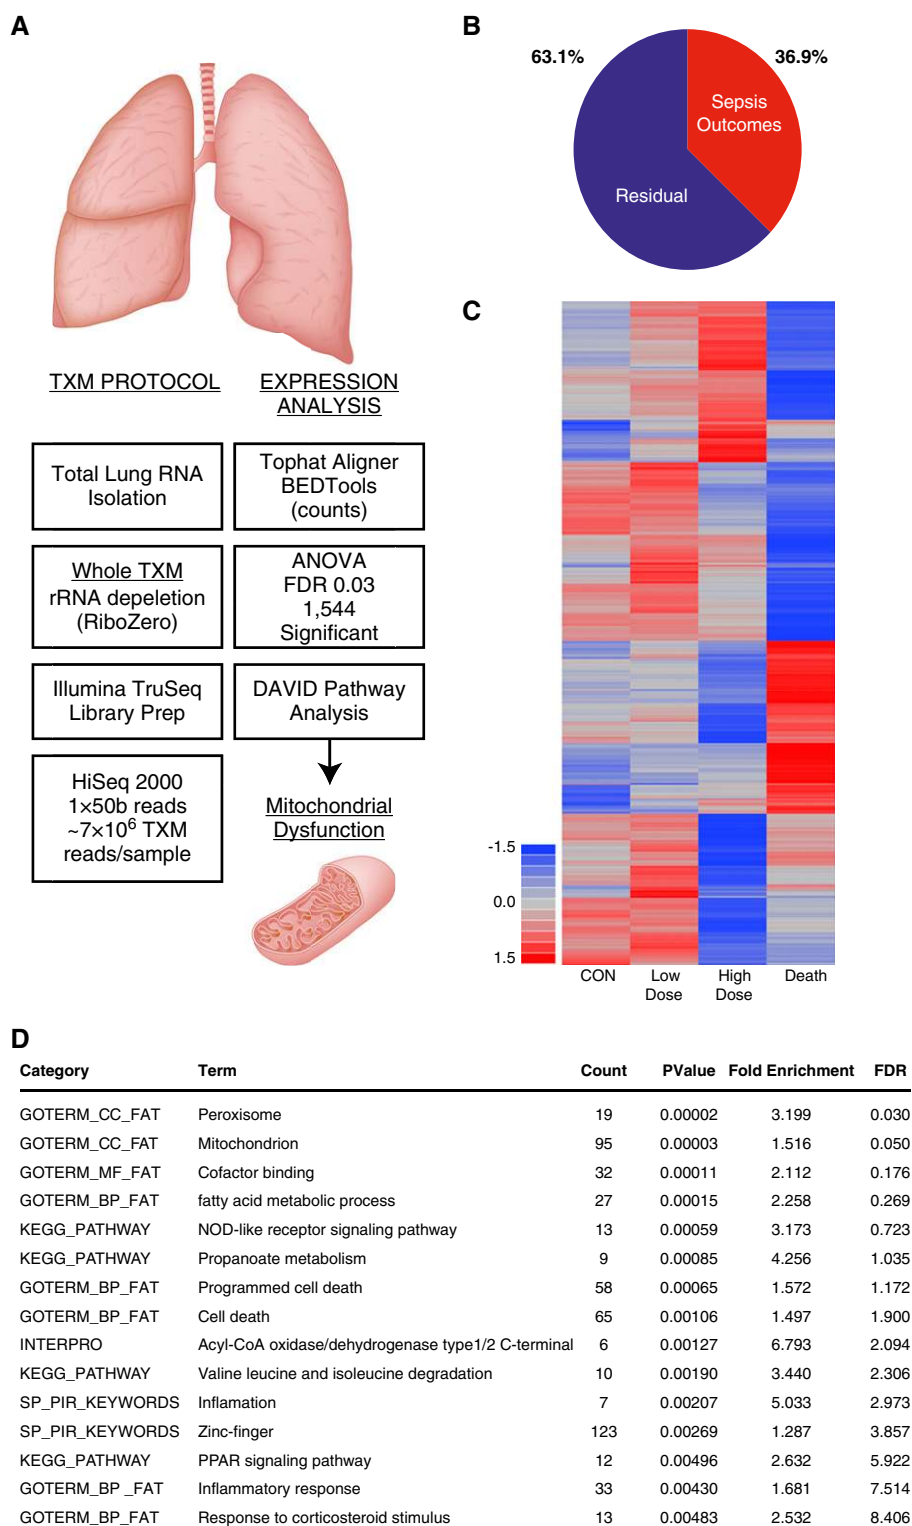 A
TXM PROTOCOL
EXPRESSION
ANALYSIS
Total Lung RNA
Isolation
Whole TXM
rRNA depeletion
(RiboZero)
Illumina TruSeq
Library Prep
HiSeq 2000
1×50b reads
~7×10⁶ TXM
reads/sample
Tophat Aligner
BEDTools
(counts)
ANOVA
FDR 0.03
1,544
Significant
DAVID Pathway
Analysis
Mitochondrial
Dysfunction
B
63.1%
36.9%
Sepsis
Outcomes
Residual
C
-1.5
0.0
1.5
CON
Low
Dose
High
Dose
Death
D
Category Term Count PValue Fold Enrichment FDR
GOTERM_CC_FAT Peroxisome 19 0.00002 3.199 0.030
GOTERM_CC_FAT Mitochondrion 95 0.00003 1.516 0.050
GOTERM_MF_FAT Cofactor binding 32 0.00011 2.112 0.176
GOTERM_BP_FAT fatty acid metabolic process 27 0.00015 2.258 0.269
KEGG_PATHWAY NOD-like receptor signaling pathway 13 0.00059 3.173 0.723
KEGG_PATHWAY Propanoate metabolism 9 0.00085 4.256 1.035
GOTERM_BP_FAT Programmed cell death 58 0.00065 1.572 1.172
GOTERM_BP_FAT Cell death 65 0.00106 1.497 1.900
INTERPRO Acyl-CoA oxidase/dehydrogenase type1/2 C-terminal 6 0.00127 6.793 2.094
KEGG_PATHWAY Valine leucine and isoleucine degradation 10 0.00190 3.440 2.306
SP_PIR_KEYWORDS Inflamation 7 0.00207 5.033 2.973
SP_PIR_KEYWORDS Zinc-finger 123 0.00269 1.287 3.857
KEGG_PATHWAY PPAR signaling pathway 12 0.00496 2.632 5.922
GOTERM_BP _FAT Inflammatory response 33 0.00430 1.681 7.514
GOTERM_BP_FAT Response to corticosteroid stimulus 13 0.00483 2.532 8.406